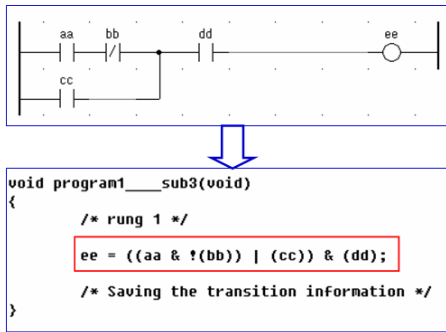 aa bb dd ee
cc
void program1____sub3(void)
{
/* rung 1 */
ee = ((aa & !(bb)) | (cc)) & (dd);
/* Saving the transition information */
}